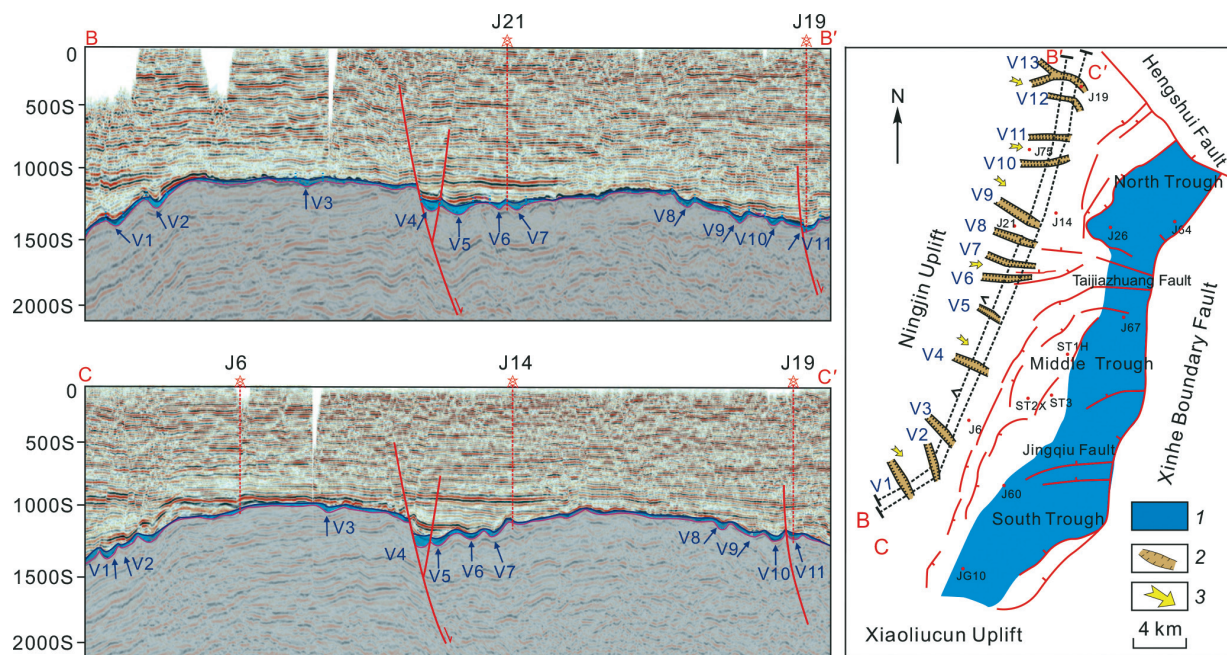 J21
J19
B
B′
0
500S
1000S
1500S
2000S
V1
V2
V3
V4
V5
V6
V7
V8
V9
V10
V11
J6
J14
J19
C
C′
0
500S
1000S
1500S
2000S
V1
V2
V3
V4
V5
V6
V7
V8
V9
V10
V11
B′
C′
V13
J19
V12
N
Hengshui Fault
V11
J75
V10
North Trough
V9
J21
J14
V8
J26
J54
V7
V6
Taijiazhuang Fault
Ningjin Uplift
V5
J67
ST1H
V4
Middle Trough
ST2X
ST3
Xinhe Boundary Fault
V3
J6
V2
Jingqiu Fault
V1
J60
B
South Trough
C
JG10
Xiaoliucun Uplift
1
2
3
4 km